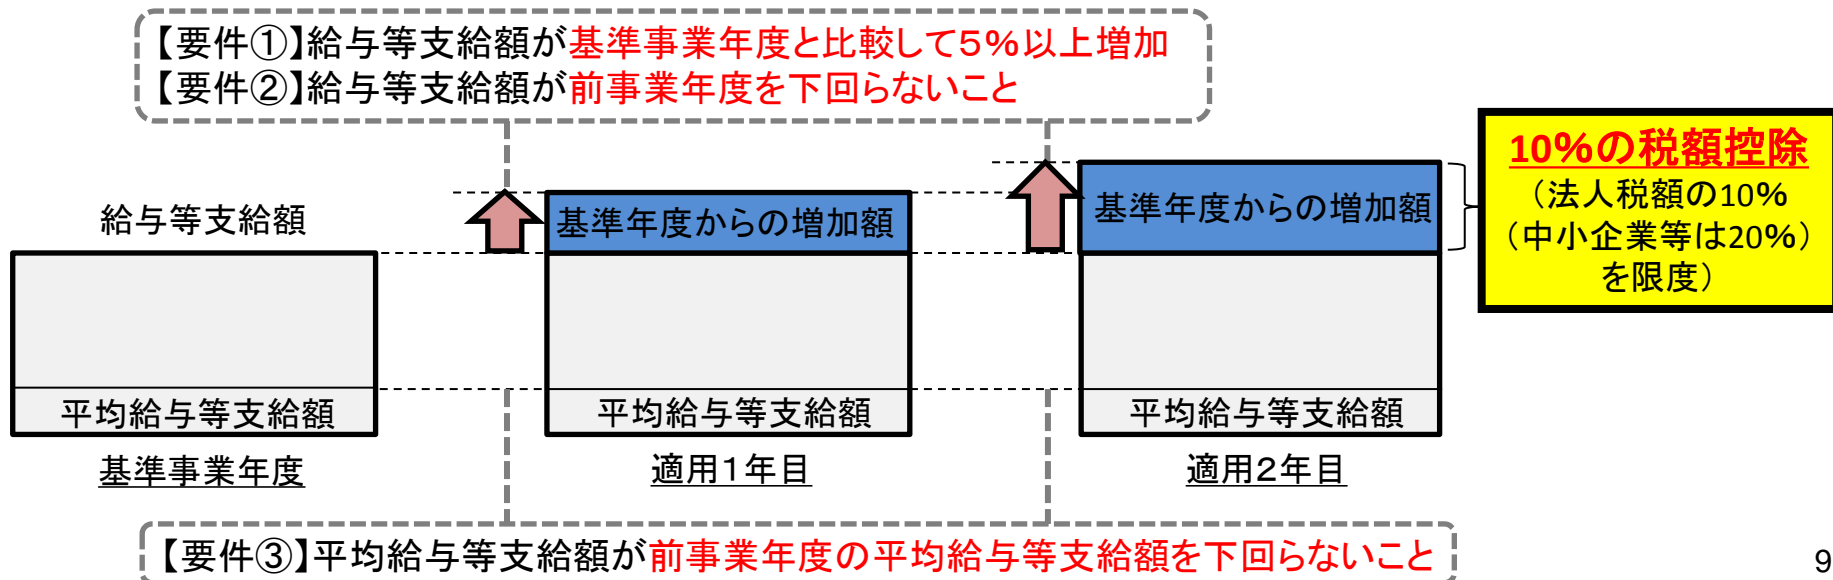 【要件①】給与等支給額が基準事業年度と比較して5%以上増加
【要件②】給与等支給額が前事業年度を下回らないこと
10%の税額控除
（法人税額の10%
（中小企業等は20%）
を限度）
給与等支給額
基準年度からの増加額
基準年度からの増加額
平均給与等支給額
平均給与等支給額
平均給与等支給額
基準事業年度
適用1年目
適用2年目
【要件③】平均給与等支給額が前事業年度の平均給与等支給額を下回らないこと
9